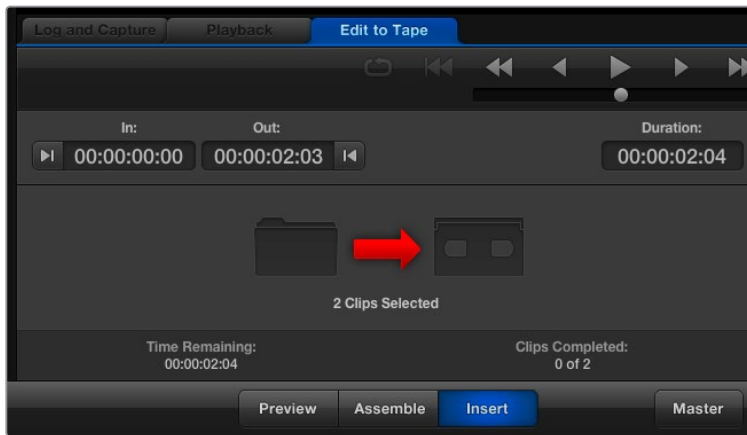 Log and Capture Playback Edit to Tape
In: Out: Duration:
00:00:00:00 00:00:02:03 00:00:02:04
2 Clips Selected
Time Remaining: Clips Completed:
00:00:02:04 0 of 2
Preview Assemble Insert Master